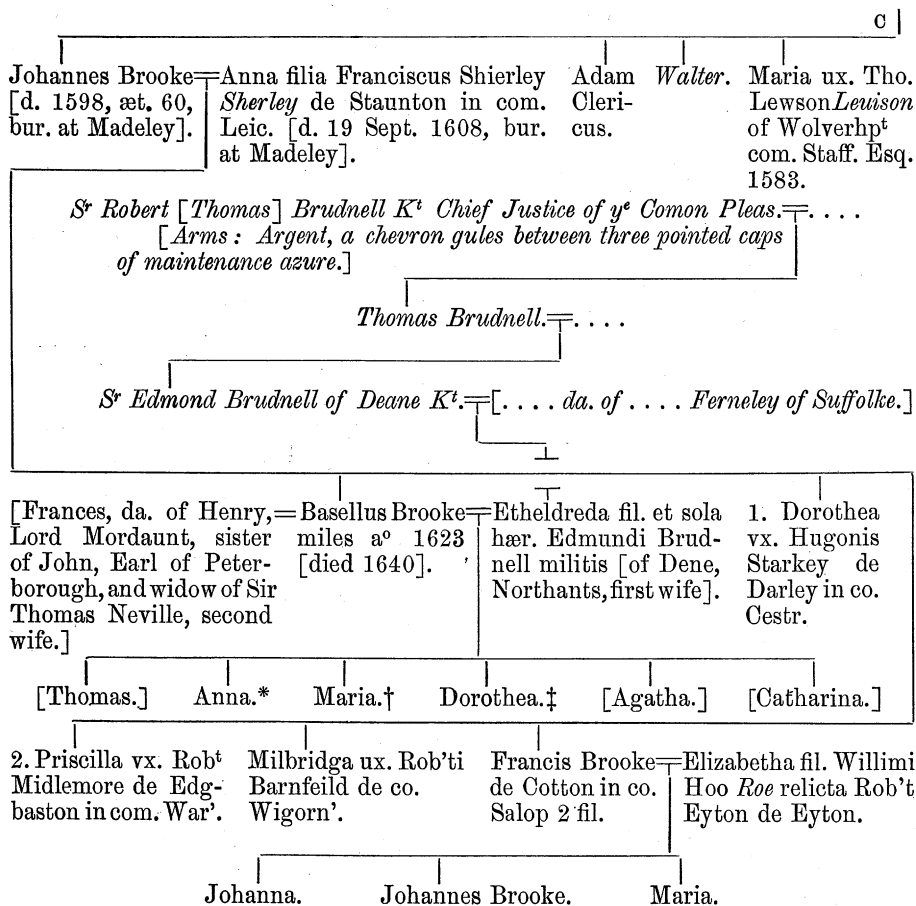 C
Johannes Brooke=Anna filia Franciscus Shierley
[d. 1598, æt. 60,
bur. at Madeley].
Sherley de Staunton in com.
Leic. [d. 19 Sept. 1608, bur.
at Madeley].
Adam
Cleri-
cus.
Walter.
Maria ux. Tho.
Lewson Leuison
of Wolverhpᵗ
com. Staff. Esq.
1583.
Sʳ Robert [Thomas] Brudnell Kᵗ Chief Justice of yᵉ Comon Pleas.=. . . .
[Arms : Argent, a chevron gules between three pointed caps
of maintenance azure.]
Thomas Brudnell.=. . . .
Sʳ Edmond Brudnell of Deane Kᵗ.=[. . . . da. of . . . . Ferneley of Suffolke.]
[Frances, da. of Henry,
Lord Mordaunt, sister
of John, Earl of Peter-
borough, and widow of Sir
Thomas Neville, second
wife.]
=Basellus Brooke=
miles aº 1623
[died 1640].
Etheldreda fil. et sola
hær. Edmundi Brud-
nell militis [of Dene,
Northants, first wife].
1. Dorothea
vx. Hugonis
Starkey de
Darley in co.
Cestr.
[Thomas.] Anna.* Maria.† Dorothea.‡ [Agatha.] [Catharina.]
2. Priscilla vx. Robᵗ
Midlemore de Edg-
baston in com. War'.
Milbridga ux. Rob'ti
Barnfeild de co.
Wigorn'.
Francis Brooke=
de Cotton in co.
Salop 2 fil.
Elizabetha fil. Willimi
Hoo Roe relicta Rob't
Eyton de Eyton.
Johanna. Johannes Brooke. Maria.